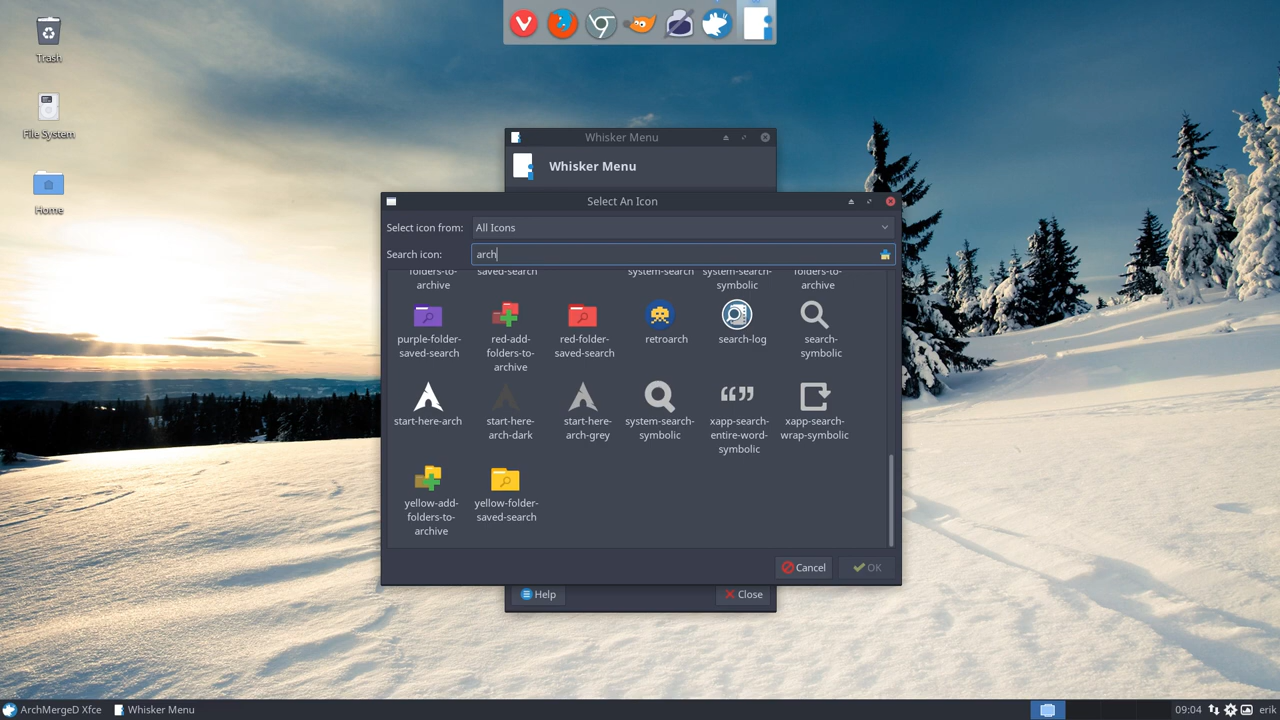 Trash
File System
Home
Whisker Menu
Whisker Menu
Select An Icon
Select icon from: All Icons
Search icon: arch
folders-to- saved-search system-search system-search- folders-to-
archive symbolic archive
purple-folder- red-add- red-folder- retroarch search-log search-
saved-search folders-to- saved-search symbolic
archive
start-here-arch start-here- start-here- system-search- xapp-search- xapp-search-
arch-dark arch-grey symbolic entire-word- wrap-symbolic
symbolic
yellow-add- yellow-folder-
folders-to- saved-search
archive
Cancel OK
Help Close
ArchMergeD Xfce Whisker Menu 09:04 erik